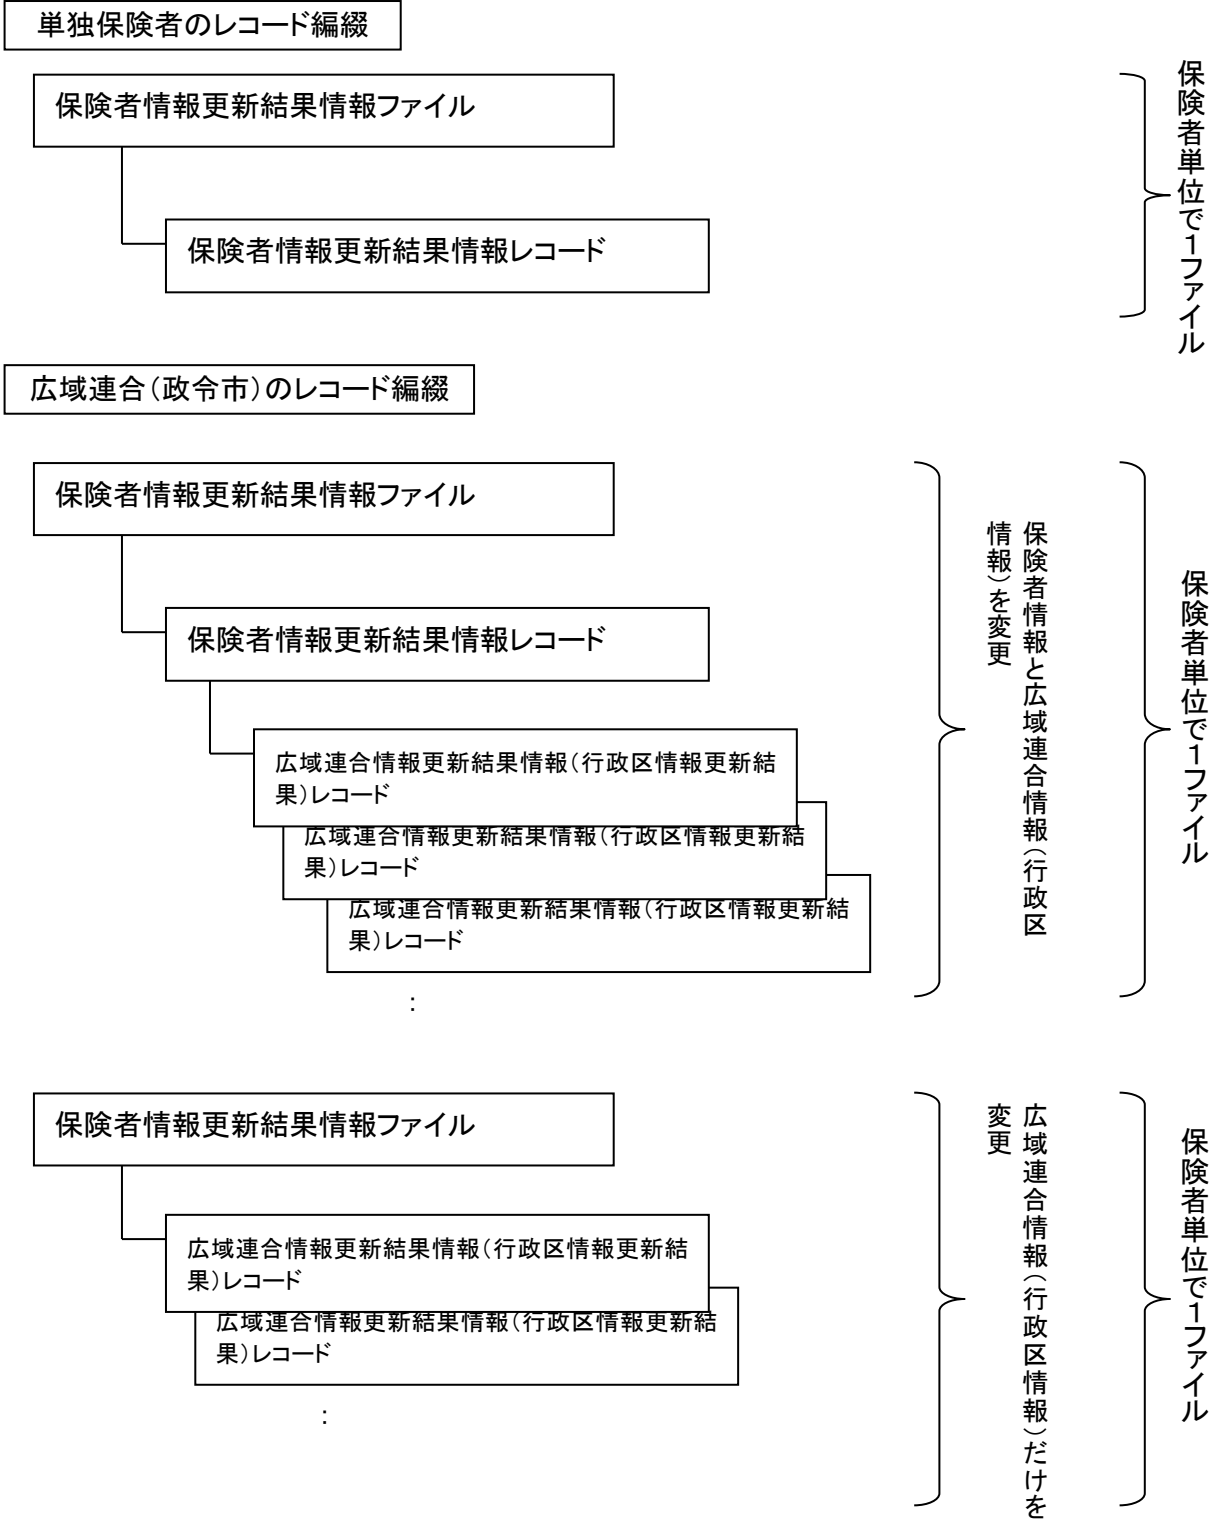 単独保険者のレコード編綴
保険者情報更新結果情報ファイル
保険者情報更新結果情報レコード
保険者単位で1ファイル
広域連合（政令市）のレコード編綴
保険者情報更新結果情報ファイル
保険者情報更新結果情報レコード
広域連合情報更新結果情報（行政区情報更新結
果）レコード
広域連合情報更新結果情報（行政区情報更新結
果）レコード
広域連合情報更新結果情報（行政区情報更新結
果）レコード
：
保険者情報と広域連合情報（行政区
情報）を変更
保険者単位で1ファイル
保険者情報更新結果情報ファイル
広域連合情報更新結果情報（行政区情報更新結
果）レコード
広域連合情報更新結果情報（行政区情報更新結
果）レコード
：
広域連合情報（行政区情報）だけを
変更
保険者単位で1ファイル